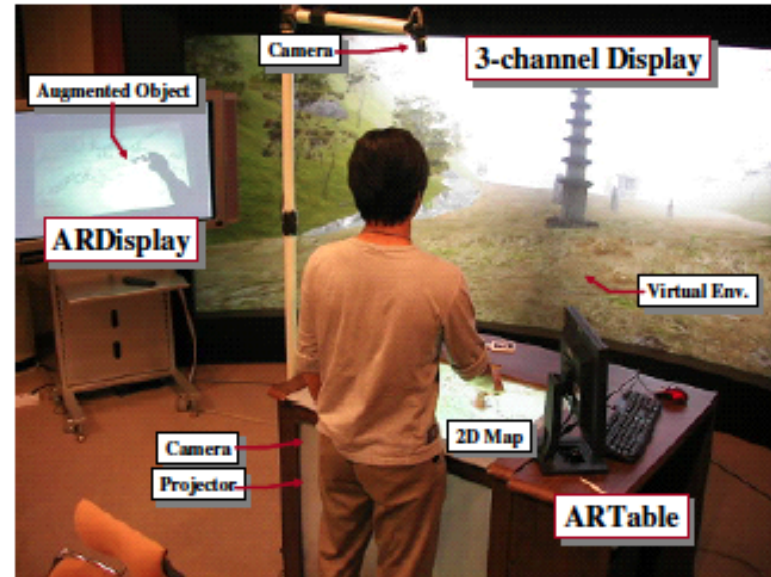 Camera
3-channel Display
Augmented Object
ARDisplay
Virtual Env.
2D Map
Camera
Projector
ARTable